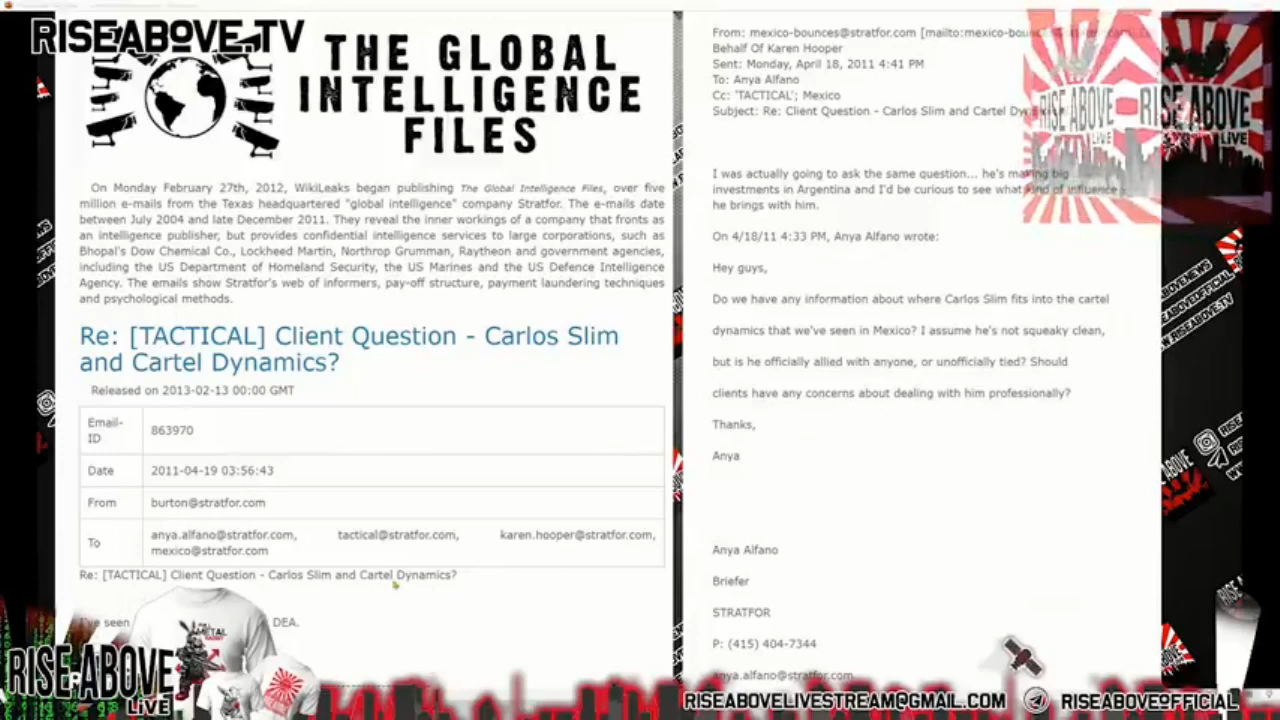 RISEABOVE.TV
THE GLOBAL
INTELLIGENCE
FILES
On Monday February 27th, 2012, WikiLeaks began publishing The Global Intelligence Files, over five
million e-mails from the Texas headquartered "global intelligence" company Stratfor. The e-mails date
between July 2004 and late December 2011. They reveal the inner workings of a company that fronts as
an intelligence publisher, but provides confidential intelligence services to large corporations, such as
Bhopal's Dow Chemical Co., Lockheed Martin, Northrop Grumman, Raytheon and government agencies,
including the US Department of Homeland Security, the US Marines and the US Defence Intelligence
Agency. The emails show Stratfor's web of informers, pay-off structure, payment laundering techniques
and psychological methods.
Re: [TACTICAL] Client Question - Carlos Slim
and Cartel Dynamics?
Released on 2013-02-13 00:00 GMT
Email-
ID
863970
Date 2011-04-19 03:56:43
From burton@stratfor.com
To
anya.alfano@stratfor.com, tactical@stratfor.com, karen.hooper@stratfor.com,
mexico@stratfor.com
Re: [TACTICAL] Client Question - Carlos Slim and Cartel Dynamics?
I've seen DEA.
METAL
RISE ABOVE
LIVE
From: mexico-bounces@stratfor.com
Behalf Of Karen Hooper
Sent: Monday, April 18, 2011 4:41 PM
To: Anya Alfano
Cc: 'TACTICAL'; Mexico
Subject: Re: Client Question - Carlos Slim and Cartel
RISE ABOVE
LIVE
RISE ABOVE
LIVE
I was actually going to ask the same question... he's making big
investments in Argentina and I'd be curious to see what kind of influence
he brings with him.
On 4/18/11 4:33 PM, Anya Alfano wrote:
Hey guys,
Do we have any information about where Carlos Slim fits into the cartel
dynamics that we've seen in Mexico? I assume he's not squeaky clean,
but is he officially allied with anyone, or unofficially tied? Should
clients have any concerns about dealing with him professionally?
Thanks,
Anya
Anya Alfano
Briefer
STRATFOR
P: (415) 404-7344
anya.alfano@stratfor.com
RISEABOVELIVESTREAM@GMAIL.COM
RISEABOVEOFFICIAL